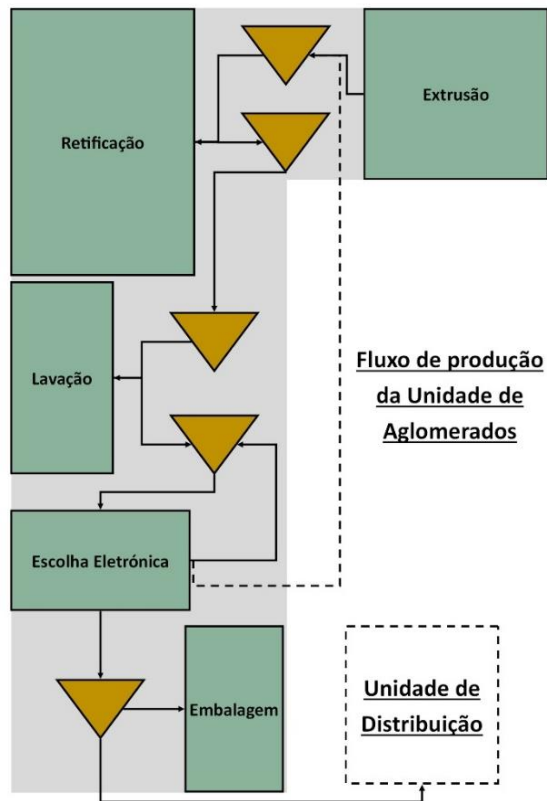 Extrusão
Retificação
Lavação
Fluxo de produção
da Unidade de
Aglomerados
Escolha Eletrónica
Embalagem
Unidade de
Distribuição